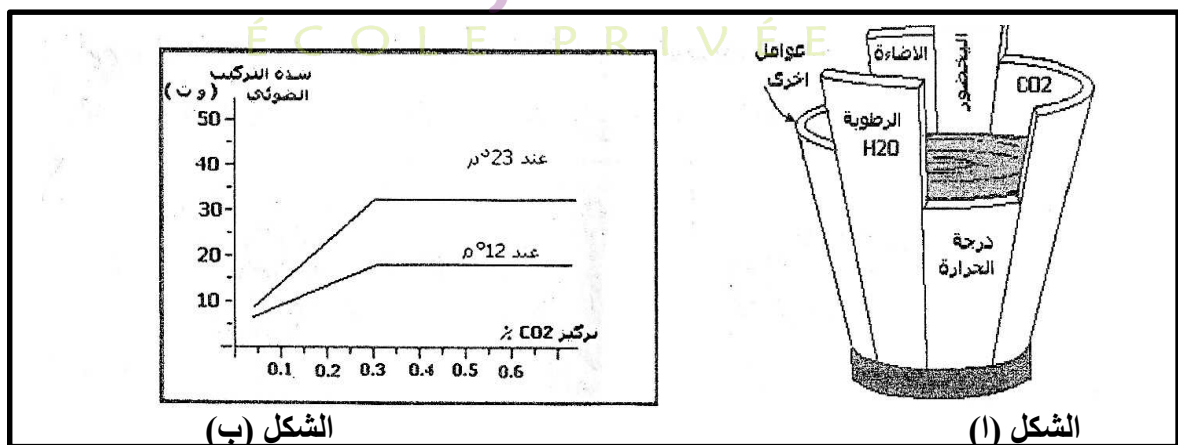 ÉCOLE PRIVÉE
شدة التركيب
الضوئي (و ت)
50
40
30
20
10
عند 23°م
عند 12°م
تركيز CO2 %
0.1 0.2 0.3 0.4 0.5 0.6
الشكل (ب)
عوامل
اخرى
الاضاءة
اليخضور
CO2
الرطوبة
H2O
درجة
الحرارة
الشكل (ا)